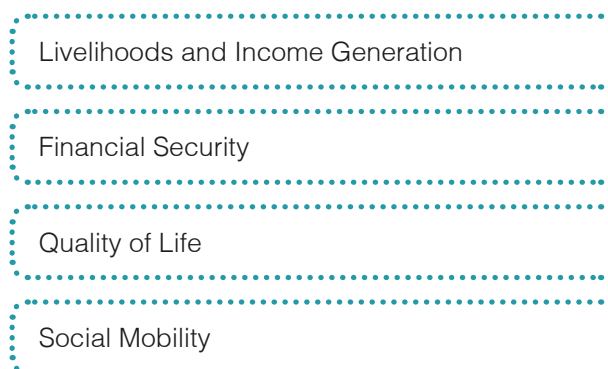 Livelihoods and Income Generation
Financial Security
Quality of Life
Social Mobility